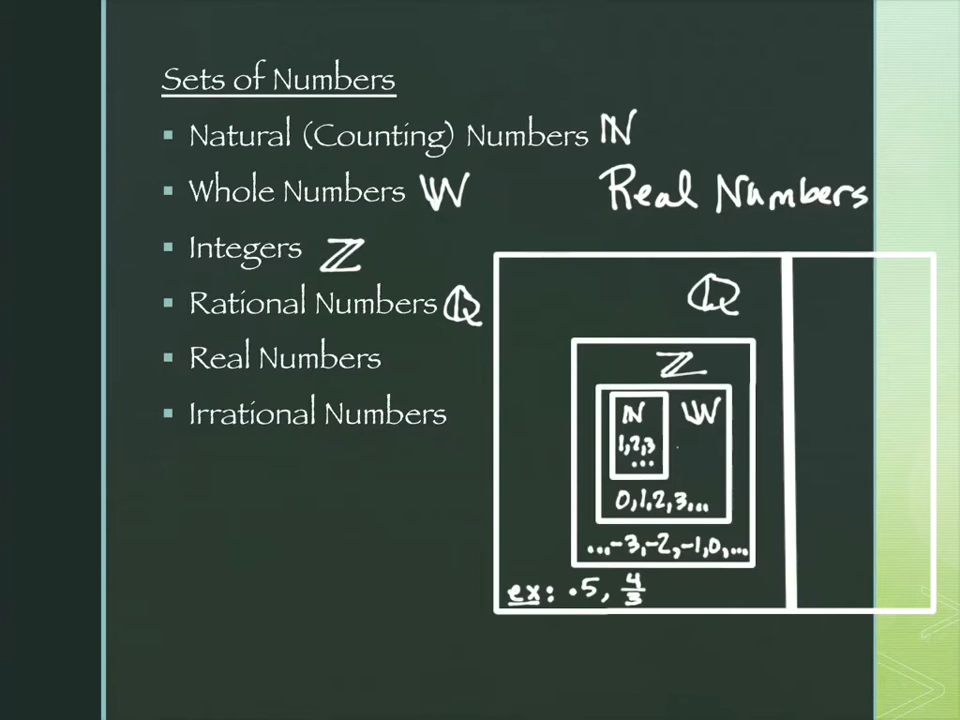 Sets of Numbers
▪ Natural (Counting) Numbers ℕ
▪ Whole Numbers 𝕎
▪ Integers ℤ
▪ Rational Numbers ℚ
▪ Real Numbers
▪ Irrational Numbers
Real Numbers
ℚ
ℤ
ℕ 𝕎
1,2,3
...
0,1,2,3...
...-3,-2,-1,0,...
ex: .5, 4/3